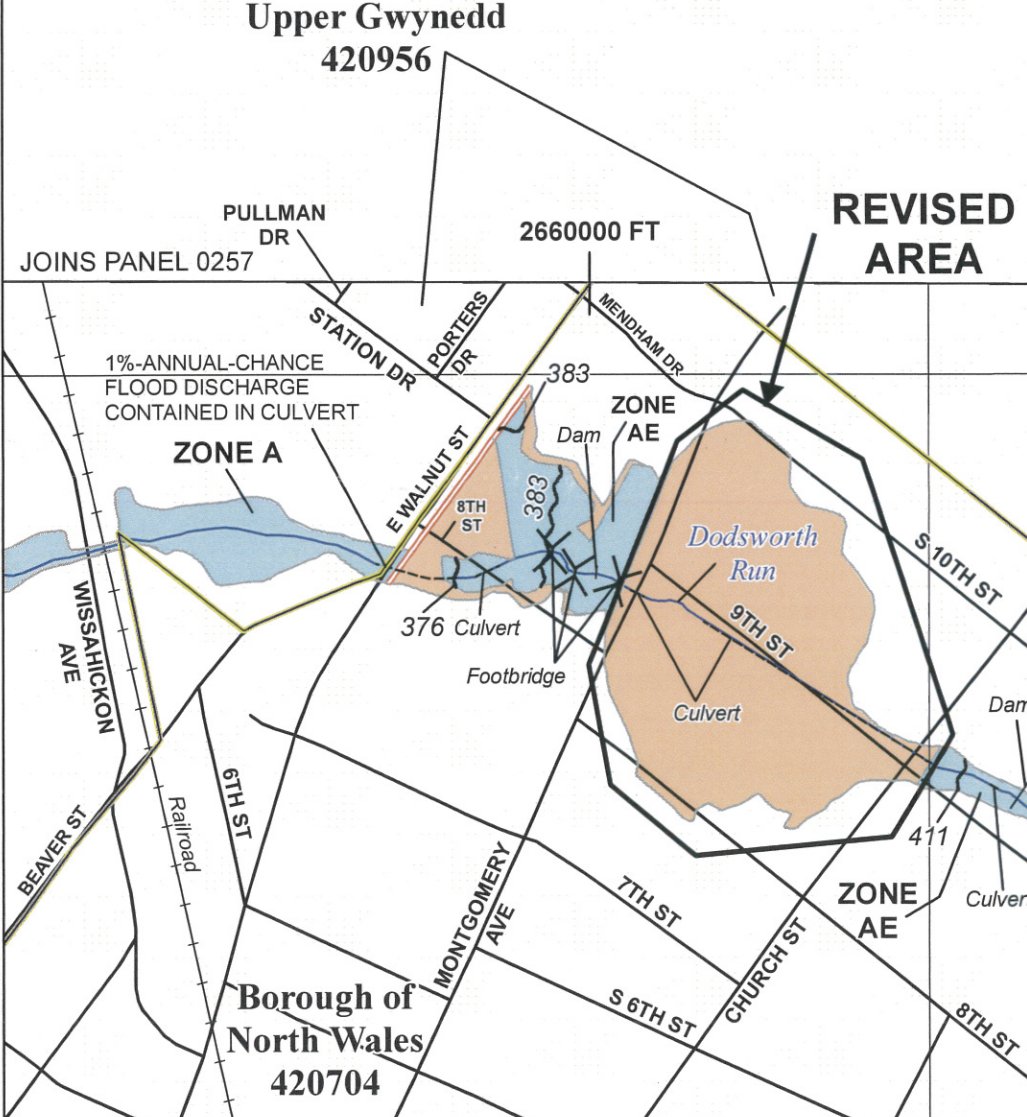 Upper Gwynedd
420956
REVISED
AREA
PULLMAN
DR
2660000 FT
JOINS PANEL 0257
STATION DR
PORTERS
DR
MENDHAM DR
1%-ANNUAL-CHANCE
FLOOD DISCHARGE
CONTAINED IN CULVERT
ZONE A
383
ZONE
AE
Dam
E WALNUT ST
383
8TH
ST
Dodsworth
Run
S 10TH ST
9TH ST
WISSAHICKON
AVE
376
Culvert
Footbridge
Culvert
Dam
6TH ST
Railroad
BEAVER ST
411
ZONE
AE
Culver
MONTGOMERY
AVE
7TH ST
CHURCH ST
S 6TH ST
8TH ST
Borough of
North Wales
420704